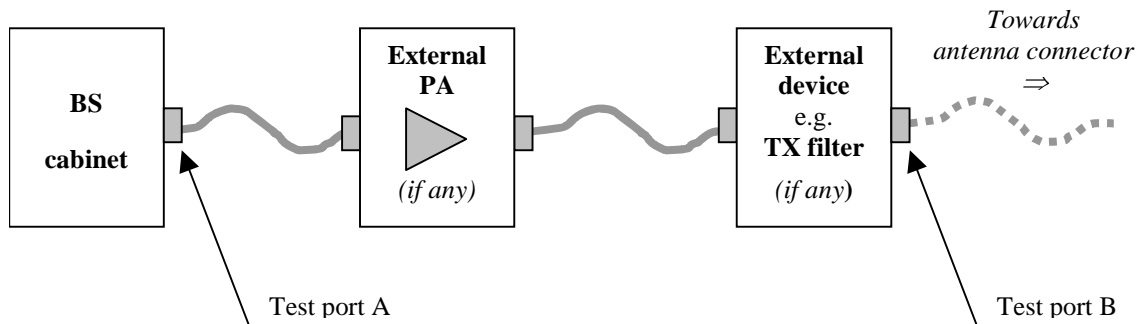 BS
cabinet
External
PA
(if any)
External
device
e.g.
TX filter
(if any)
Towards
antenna connector
⇒
Test port A
Test port B